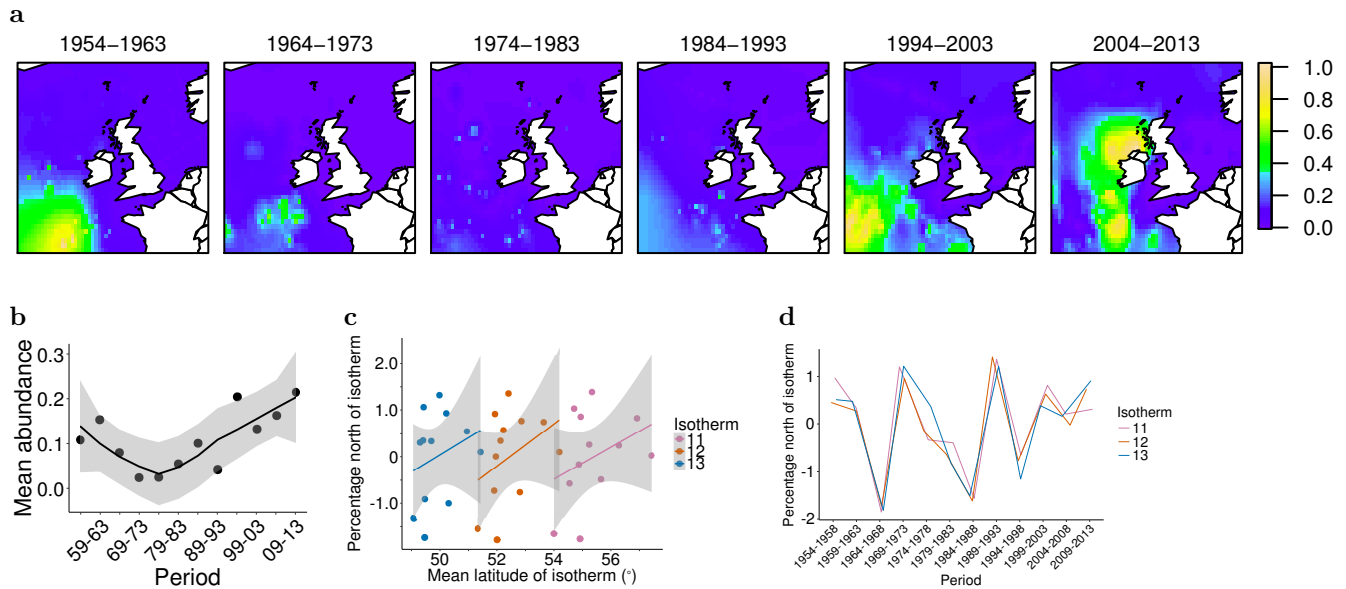 a
1954–1963 1964–1973 1974–1983 1984–1993 1994–2003 2004–2013
1.0
0.8
0.6
0.4
0.2
0.0
b
Mean abundance
0.3
0.2
0.1
0.0
59-63 69-73 79-83 89-93 99-03 09-13
Period
c
Percentage north of isotherm
2.0
1.0
0
-1.0
50 52 54 56
Mean latitude of isotherm (°)
Isotherm
11
12
13
d
Percentage north of isotherm
1
0
-1
-2
1954-1958 1959-1963 1964-1968 1969-1973 1974-1978 1979-1983 1984-1988 1989-1993 1994-1998 1999-2003 2004-2008 2009-2013
Period
Isotherm
11
12
13